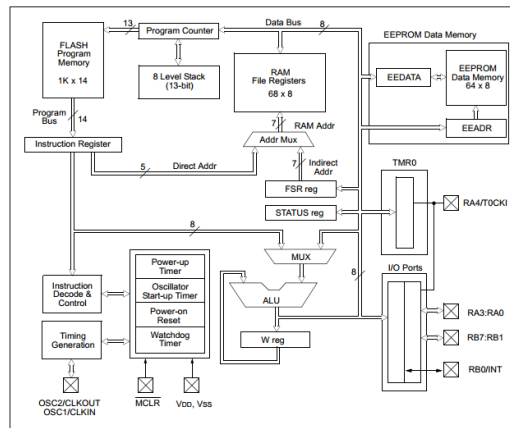 13
Program Counter
Data Bus
8
EEPROM Data Memory
FLASH
Program
Memory
1K x 14
8 Level Stack
(13-bit)
RAM
File Registers
68 x 8
EEDATA
EEPROM
Data Memory
64 x 8
EEADR
Program
Bus
14
7
RAM Addr
Addr Mux
Instruction Register
5
Direct Addr
7
Indirect
Addr
FSR reg
TMR0
STATUS reg
RA4/T0CKI
8
MUX
I/O Ports
Power-up
Timer
Instruction
Decode &
Control
Oscillator
Start-up Timer
ALU
8
Power-on
Reset
RA3:RA0
Timing
Generation
Watchdog
Timer
W reg
RB7:RB1
RB0/INT
OSC2/CLKOUT
OSC1/CLKIN
MCLR
VDD, VSS